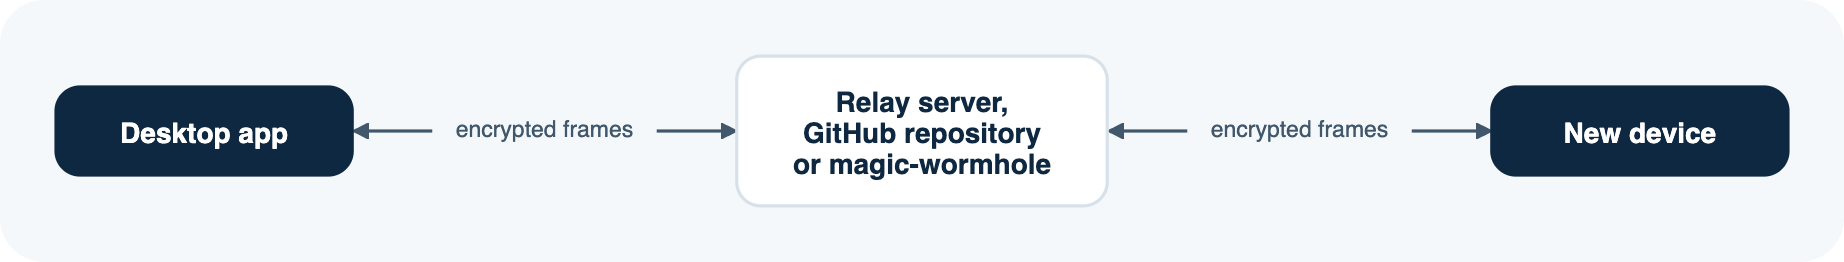 Desktop app
encrypted frames
Relay server,
GitHub repository
or magic-wormhole
encrypted frames
New device